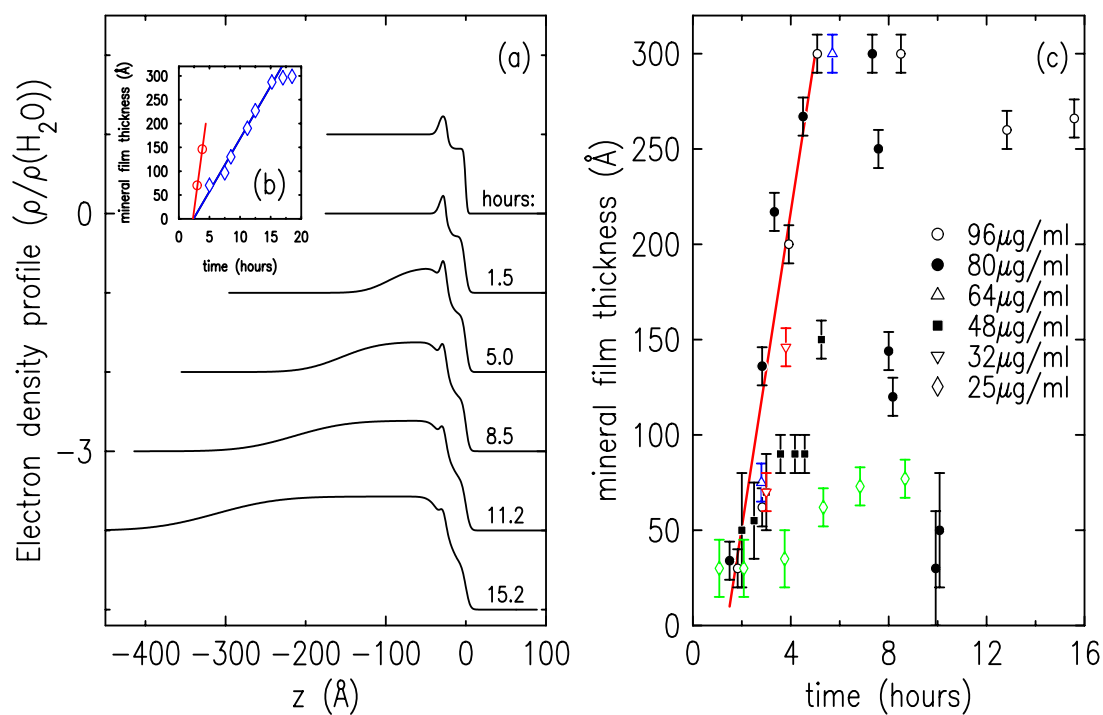 (a)
Electron density profile (ρ/ρ(H₂O))
0
−3
−400 −300 −200 −100 0 100
z (Å)
hours:
1.5
5.0
8.5
11.2
15.2
(b)
mineral film thickness (Å)
300
250
200
150
100
50
0
0 5 10 15 20
time (hours)
(c)
mineral film thickness (Å)
300
250
200
150
100
50
0
0 4 8 12 16
time (hours)
96μg/ml
80μg/ml
64μg/ml
48μg/ml
32μg/ml
25μg/ml